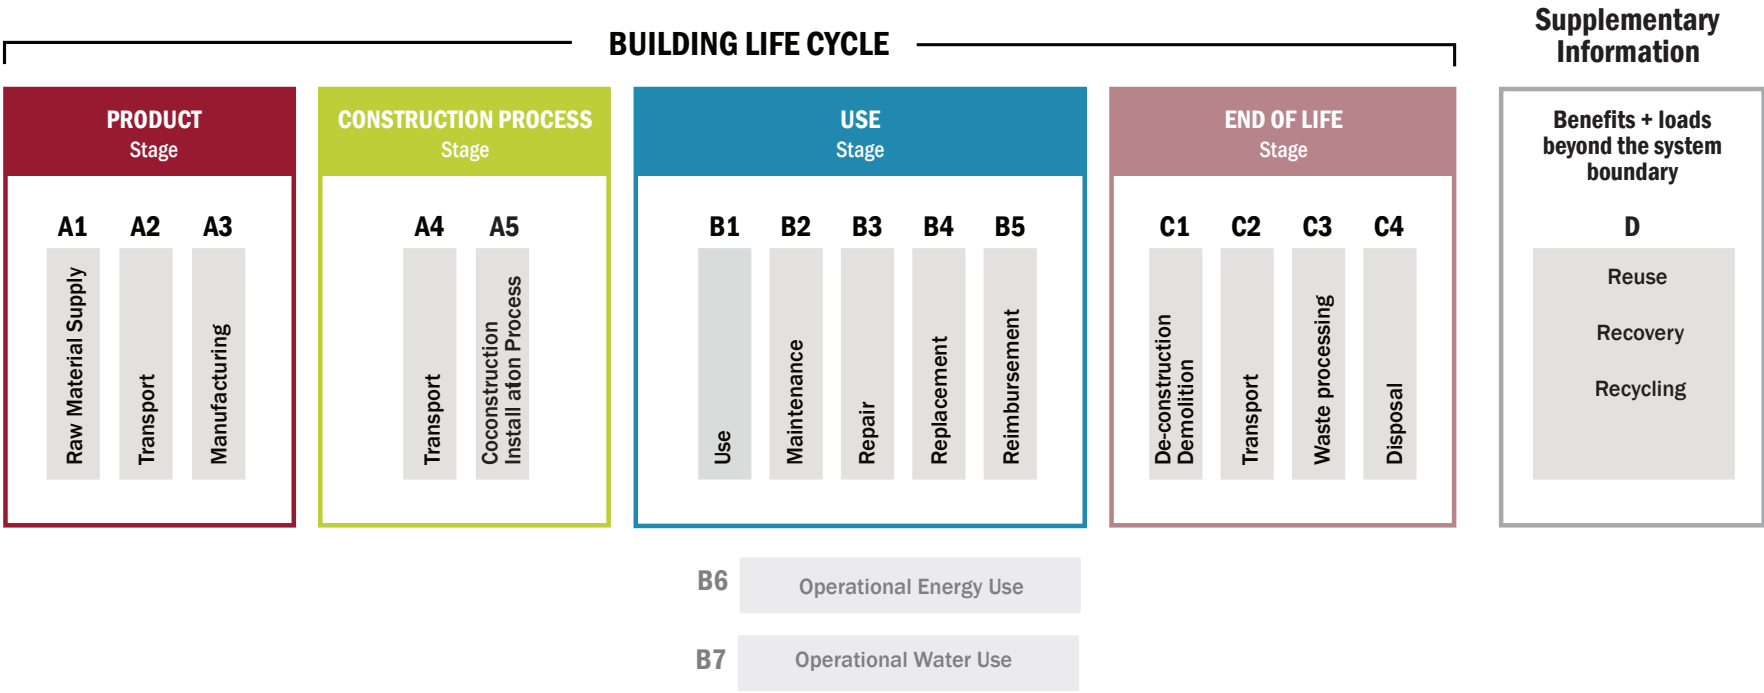 BUILDING LIFE CYCLE
Supplementary
Information
PRODUCT
Stage
A1
A2
A3
Raw Material Supply
Transport
Manufacturing
CONSTRUCTION PROCESS
Stage
A4
A5
Transport
Coconstruction
Installation Process
USE
Stage
B1
B2
B3
B4
B5
Use
Maintenance
Repair
Replacement
Reimbursement
END OF LIFE
Stage
C1
C2
C3
C4
De-construction
Demolition
Transport
Waste processing
Disposal
Benefits + loads
beyond the system
boundary
D
Reuse
Recovery
Recycling
B6
Operational Energy Use
B7
Operational Water Use